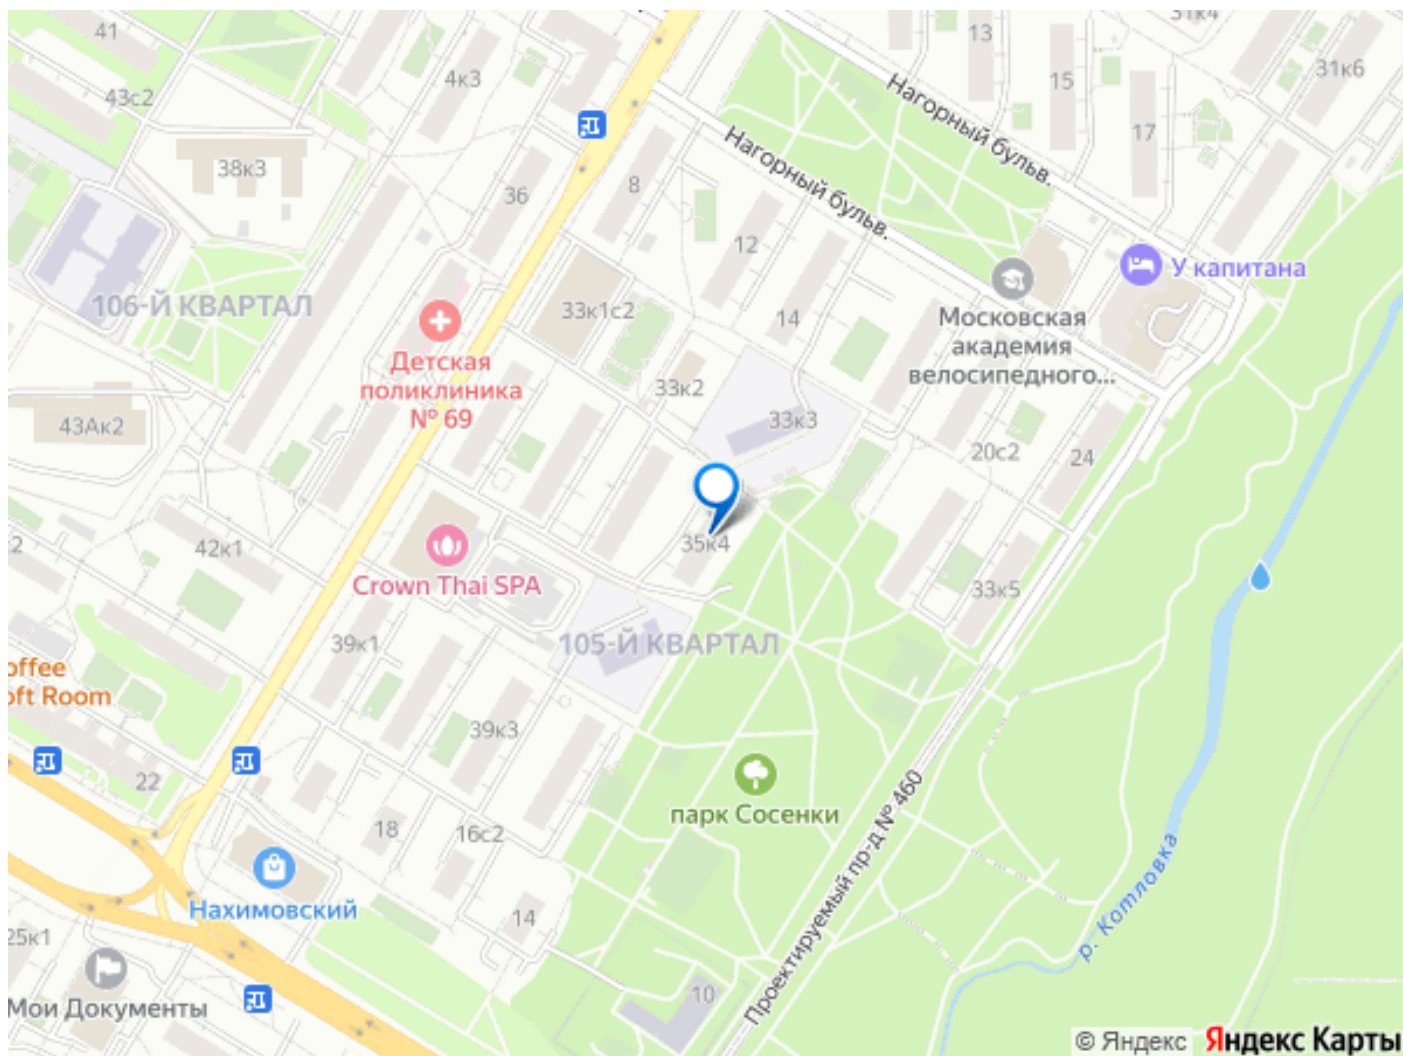 41
4к3
13
31к4
15
31к6
43с2
Нагорный бульв.
17
38к3
36
8
Нагорный бульв.
12
У капитана
106-Й КВАРТАЛ
33к1с2
14
Московская
академия
велосипедного...
Детская
поликлиника
№ 69
33к2
33к3
43Ак2
20с2
24
2
42к1
35к4
Crown Thai SPA
33к5
39к1
105-Й КВАРТАЛ
offee
oft Room
39к3
22
парк Сосенки
18
16с2
Проектируемый пр-д № 460
р. Котловка
Нахимовский
14
25к1
Мои Документы
10
© Яндекс Яндекс Карты